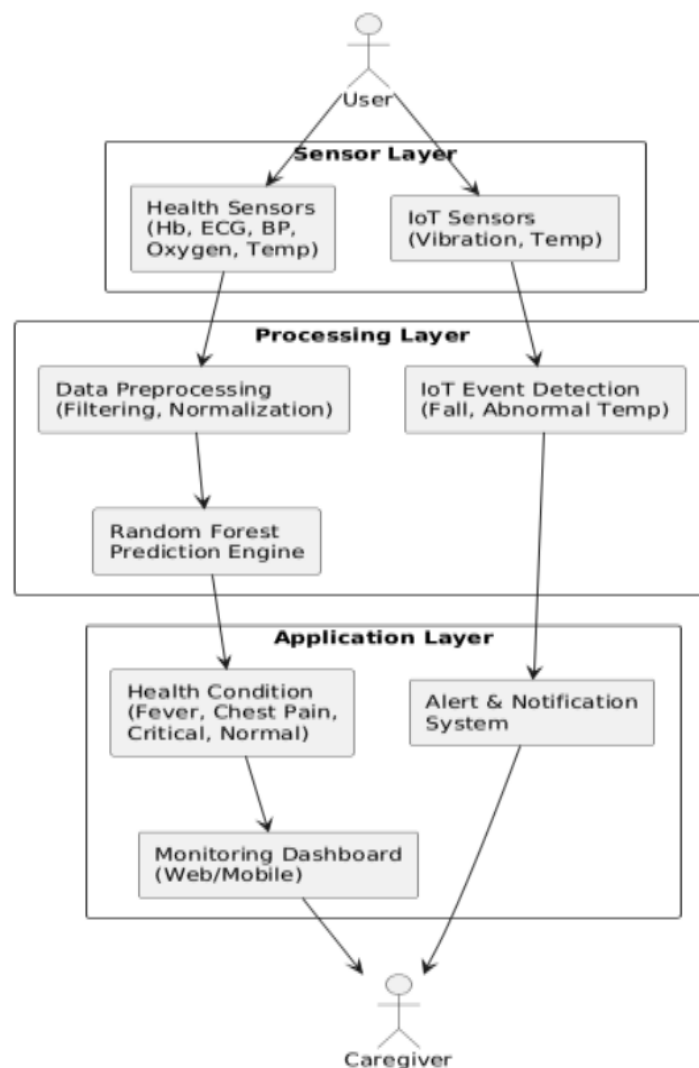 User
Sensor Layer
Health Sensors
(Hb, ECG, BP,
Oxygen, Temp)
IoT Sensors
(Vibration, Temp)
Processing Layer
Data Preprocessing
(Filtering, Normalization)
IoT Event Detection
(Fall, Abnormal Temp)
Random Forest
Prediction Engine
Application Layer
Health Condition
(Fever, Chest Pain,
Critical, Normal)
Alert & Notification
System
Monitoring Dashboard
(Web/Mobile)
Caregiver